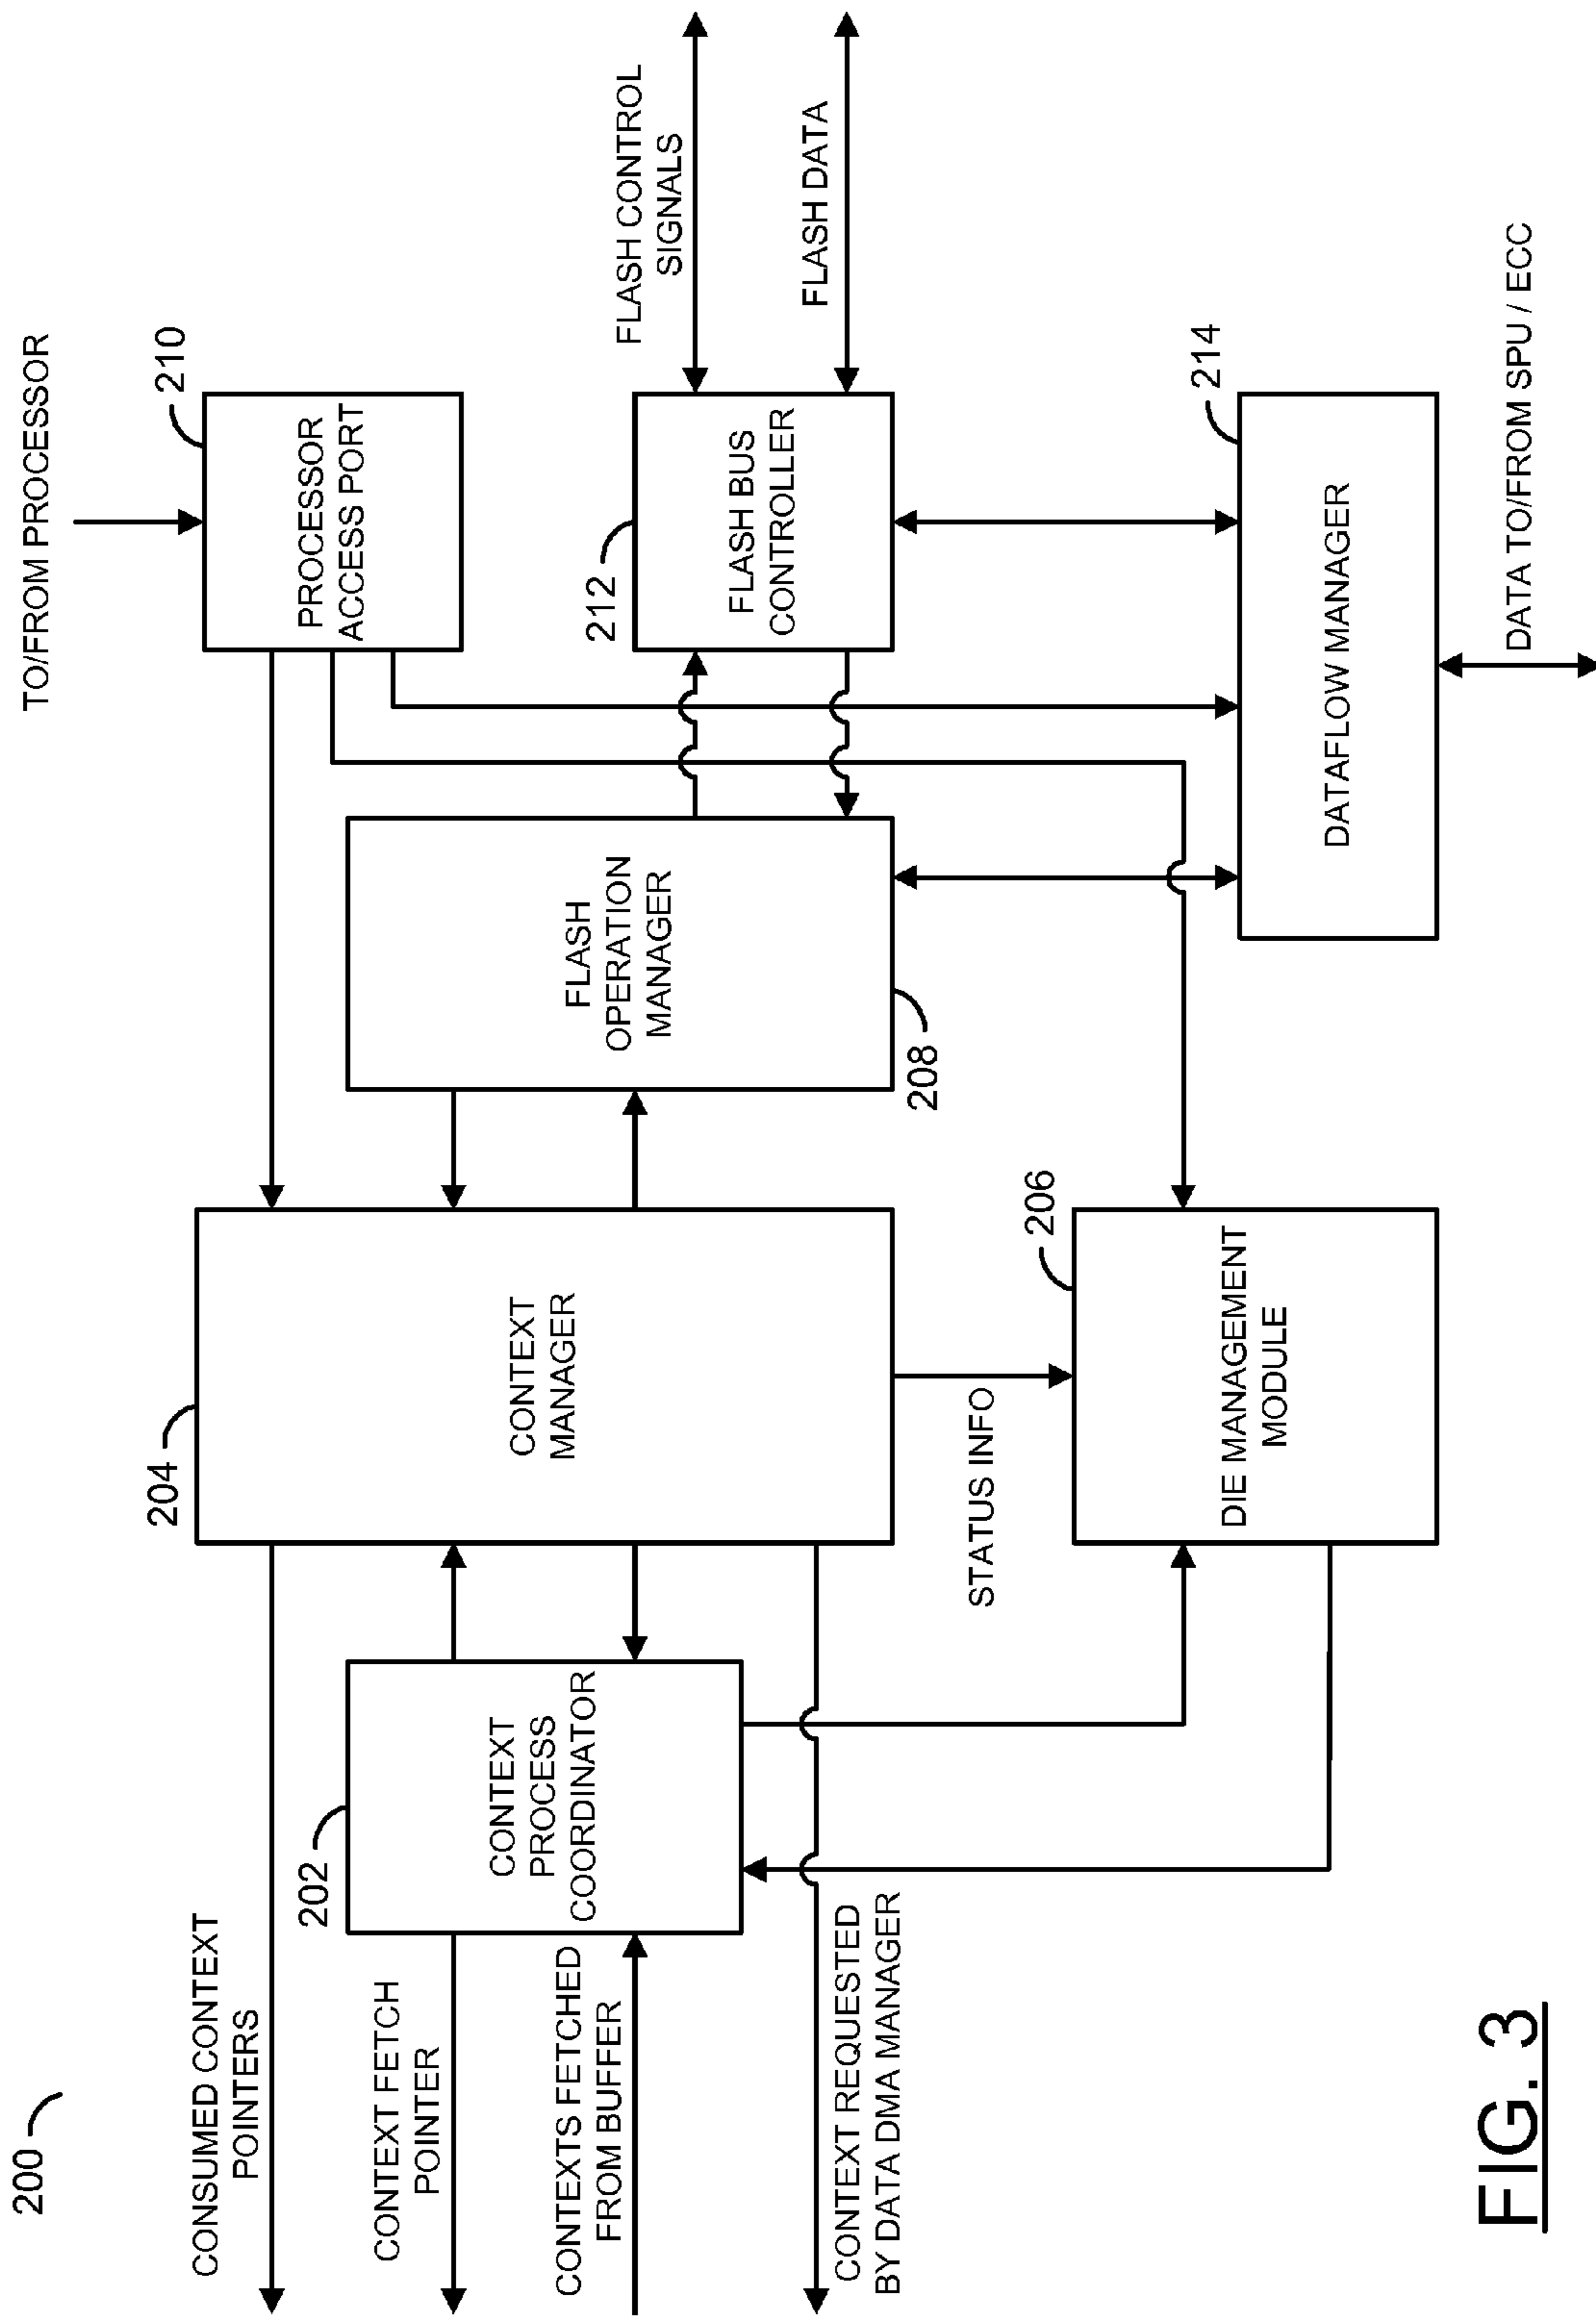 200
CONSUMED CONTEXT
POINTERS
CONTEXT FETCH
POINTER
CONTEXTS FETCHED
FROM BUFFER
CONTEXT REQUESTED
BY DATA DMA MANAGER
202
CONTEXT
PROCESS
COORDINATOR
204
CONTEXT
MANAGER
STATUS INFO
206
DIE MANAGEMENT
MODULE
FLASH
OPERATION
MANAGER
208
TO/FROM PROCESSOR
210
PROCESSOR
ACCESS PORT
212
FLASH BUS
CONTROLLER
FLASH CONTROL
SIGNALS
FLASH DATA
214
DATAFLOW MANAGER
DATA TO/FROM SPU / ECC
FIG. 3